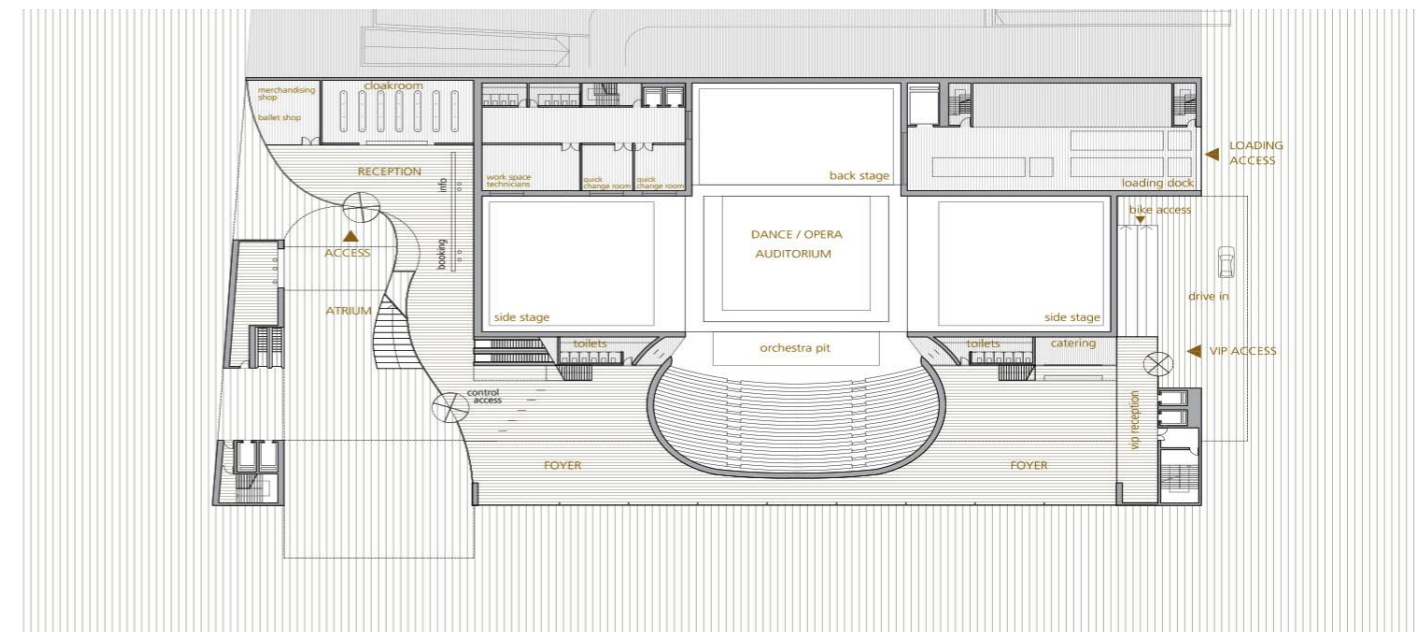 merchandising
shop
ballet shop
cloakroom
RECEPTION
info
booking
ACCESS
ATRIUM
control
access
work space
technicians
quick
change room
quick
change room
back stage
DANCE / OPERA
AUDITORIUM
side stage
side stage
orchestra pit
toilets
toilets
catering
FOYER
FOYER
loading dock
LOADING
ACCESS
bike access
drive in
VIP ACCESS
vip reception